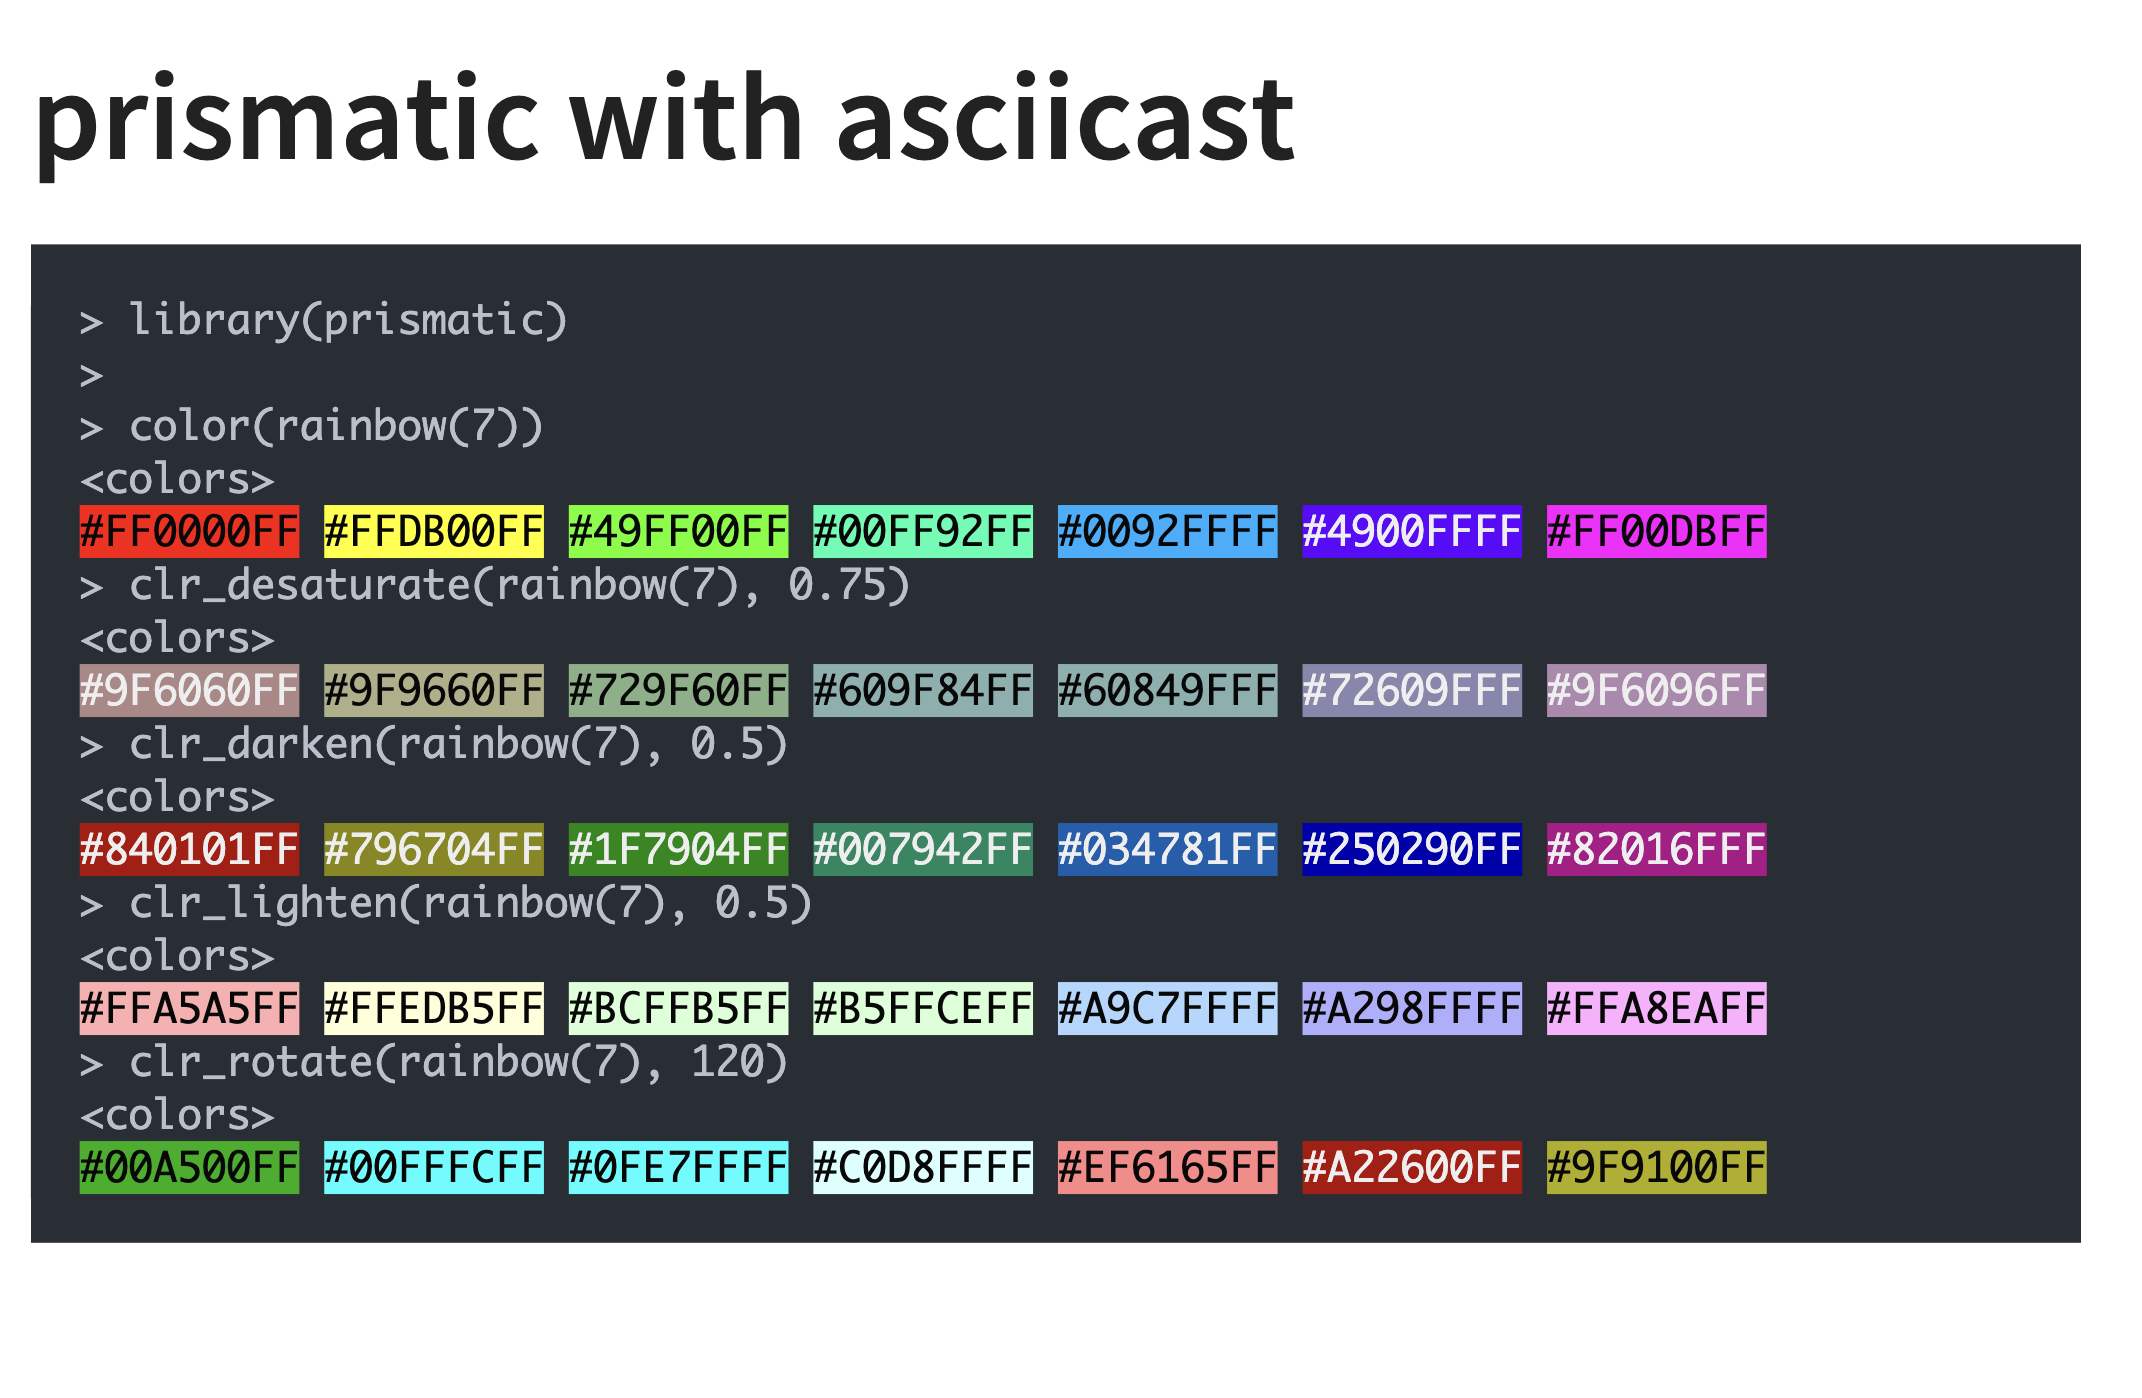 prismatic with asciicast
> library(prismatic)
>
> color(rainbow(7))
<colors>
#FF0000FF #FFDB00FF #49FF00FF #00FF92FF #0092FFFF #4900FFFF #FF00DBFF
> clr_desaturate(rainbow(7), 0.75)
<colors>
#9F6060FF #9F9660FF #729F60FF #609F84FF #60849FFF #72609FFF #9F6096FF
> clr_darken(rainbow(7), 0.5)
<colors>
#840101FF #796704FF #1F7904FF #007942FF #034781FF #250290FF #82016FFF
> clr_lighten(rainbow(7), 0.5)
<colors>
#FFA5A5FF #FFEDB5FF #BCFFB5FF #B5FFCEFF #A9C7FFFF #A298FFFF #FFA8EAFF
> clr_rotate(rainbow(7), 120)
<colors>
#00A500FF #00FFFCFF #0FE7FFFF #C0D8FFFF #EF6165FF #A22600FF #9F9100FF